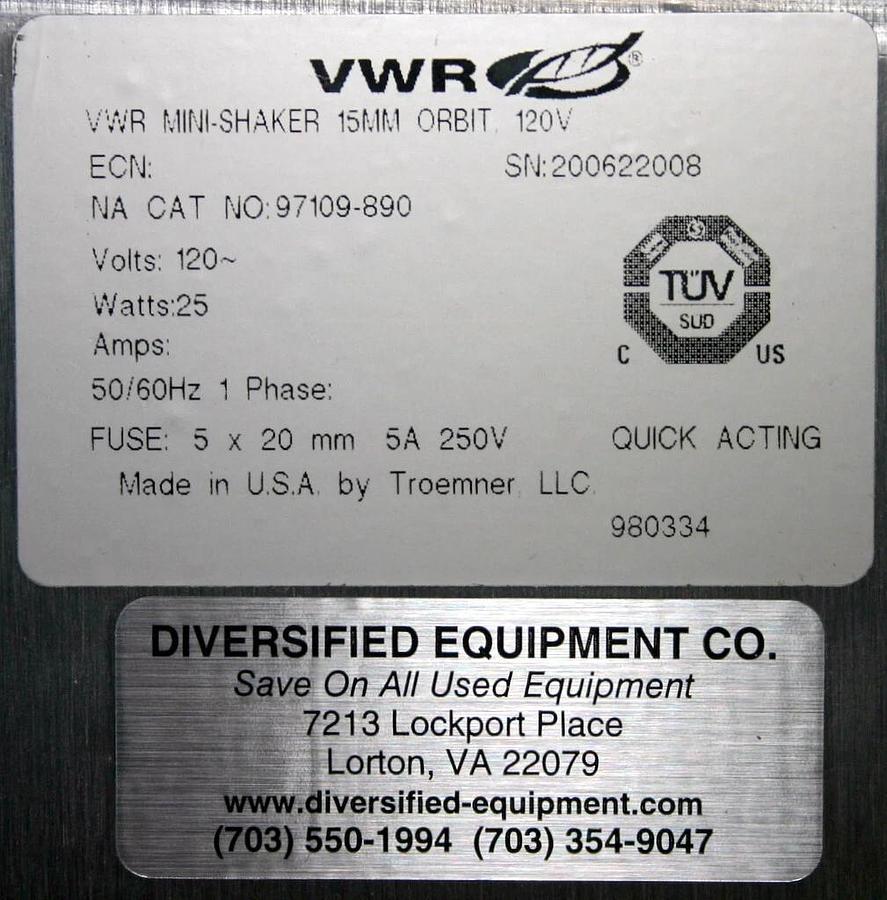 VWR®
VWR MINI-SHAKER 15MM ORBIT, 120V
ECN: SN:200622008
NA CAT NO:97109-890
Volts: 120~
Watts:25
Amps:
50/60Hz 1 Phase:
FUSE: 5 x 20 mm 5A 250V QUICK ACTING
Made in U.S.A. by Troemner, LLC.
980334
TÜV
SUD
C US
DIVERSIFIED EQUIPMENT CO.
Save On All Used Equipment
7213 Lockport Place
Lorton, VA 22079
www.diversified-equipment.com
(703) 550-1994 (703) 354-9047